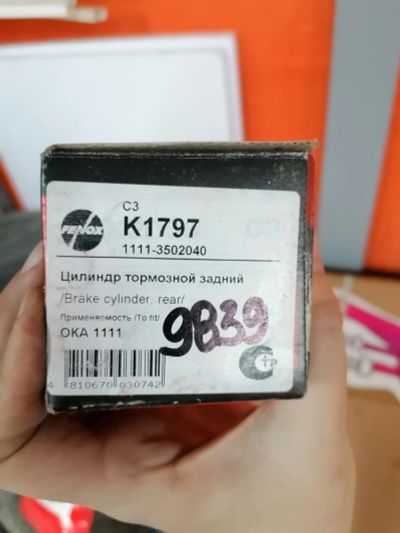 C3
FENOX
K1797
1111-3502040
Цилиндр тормозной задний
/Brake cylinder, rear/
Применяемость /To fit/
ОКА 1111
9839
4 810670 030742